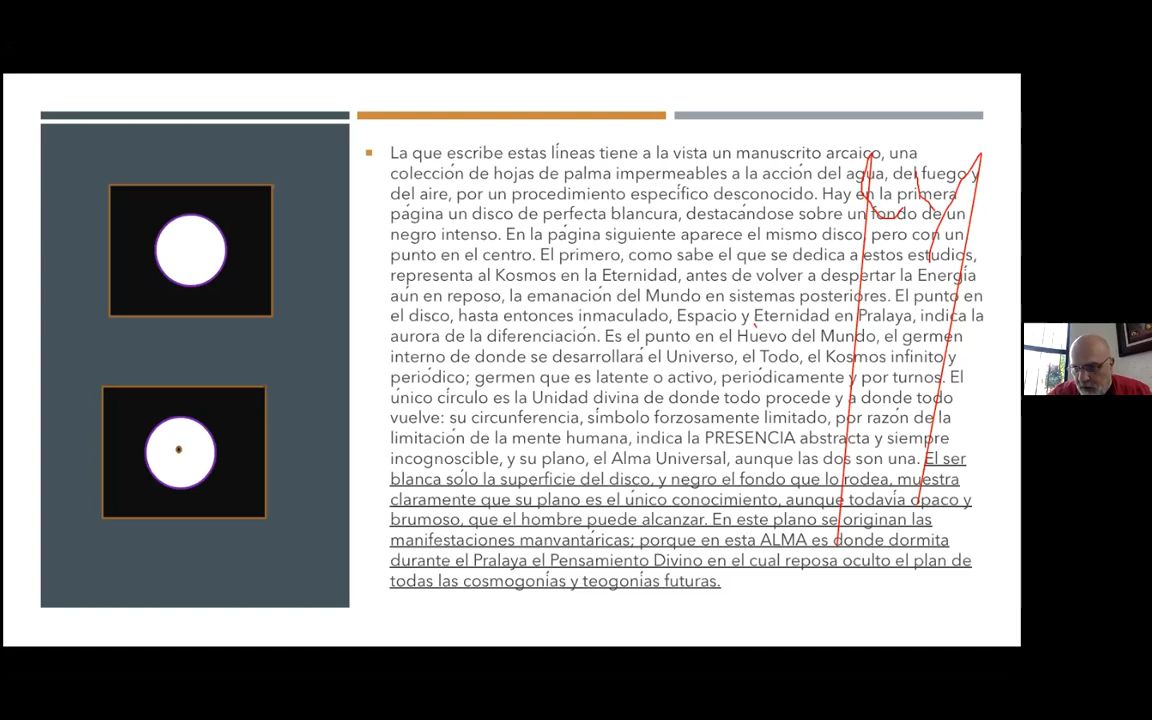 La que escribe estas líneas tiene a la vista un manuscrito arcaico, una
colección de hojas de palma impermeables a la acción del agua, del fuego y
del aire, por un procedimiento específico desconocido. Hay en la primera
página un disco de perfecta blancura, destacándose sobre un fondo de un
negro intenso. En la página siguiente aparece el mismo disco, pero con un
punto en el centro. El primero, como sabe el que se dedica a estos estudios,
representa al Kosmos en la Eternidad, antes de volver a despertar la Energía
aún en reposo, la emanación del Mundo en sistemas posteriores. El punto en
el disco, hasta entonces inmaculado, Espacio y Eternidad en Pralaya, indica la
aurora de la diferenciación. Es el punto en el Huevo del Mundo, el germen
interno de donde se desarrollará el Universo, el Todo, el Kosmos infinito y
periódico; germen que es latente o activo, periódicamente y por turnos. El
único círculo es la Unidad divina de donde todo procede y a donde todo
vuelve: su circunferencia, símbolo forzosamente limitado, por razón de la
limitación de la mente humana, indica la PRESENCIA abstracta y siempre
incognoscible, y su plano, el Alma Universal, aunque las dos son una. El ser
blanca sólo la superficie del disco, y negro el fondo que lo rodea, muestra
claramente que su plano es el único conocimiento, aunque todavía opaco y
brumoso, que el hombre puede alcanzar. En este plano se originan las
manifestaciones manvantáricas; porque en esta ALMA es donde dormita
durante el Pralaya el Pensamiento Divino en el cual reposa oculto el plan de
todas las cosmogonías y teogonías futuras.